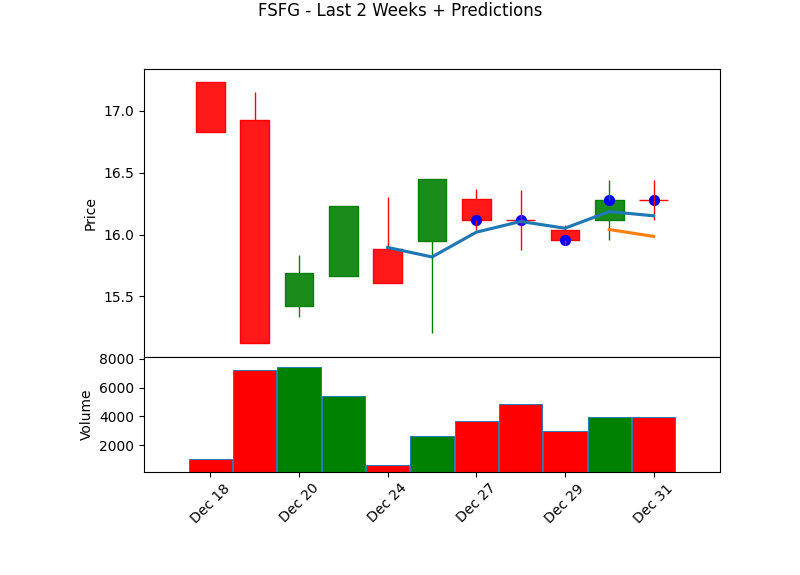 FSFG - Last 2 Weeks + Predictions
17.0
16.5
16.0
15.5
Price
8000
6000
4000
2000
Volume
Dec 18
Dec 20
Dec 24
Dec 27
Dec 29
Dec 31